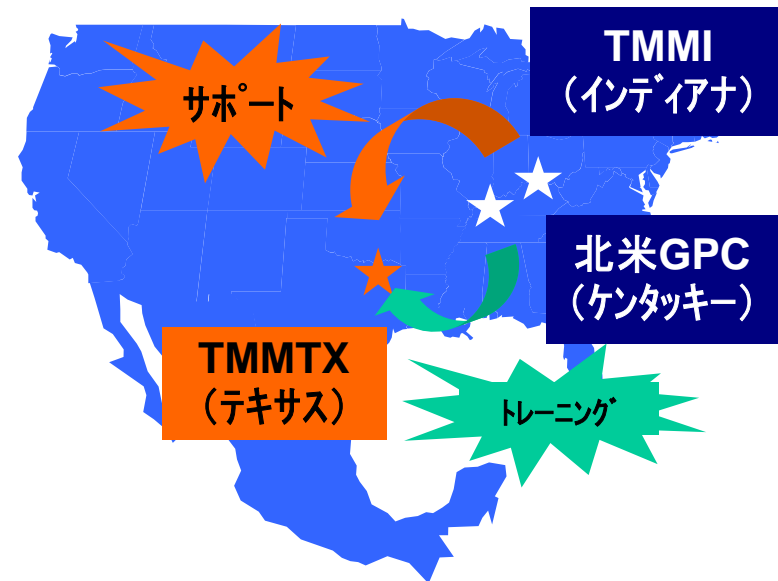 サポート
TMMI
（インディアナ）
北米GPC
（ケンタッキー）
TMMTX
（テキサス）
トレーニング